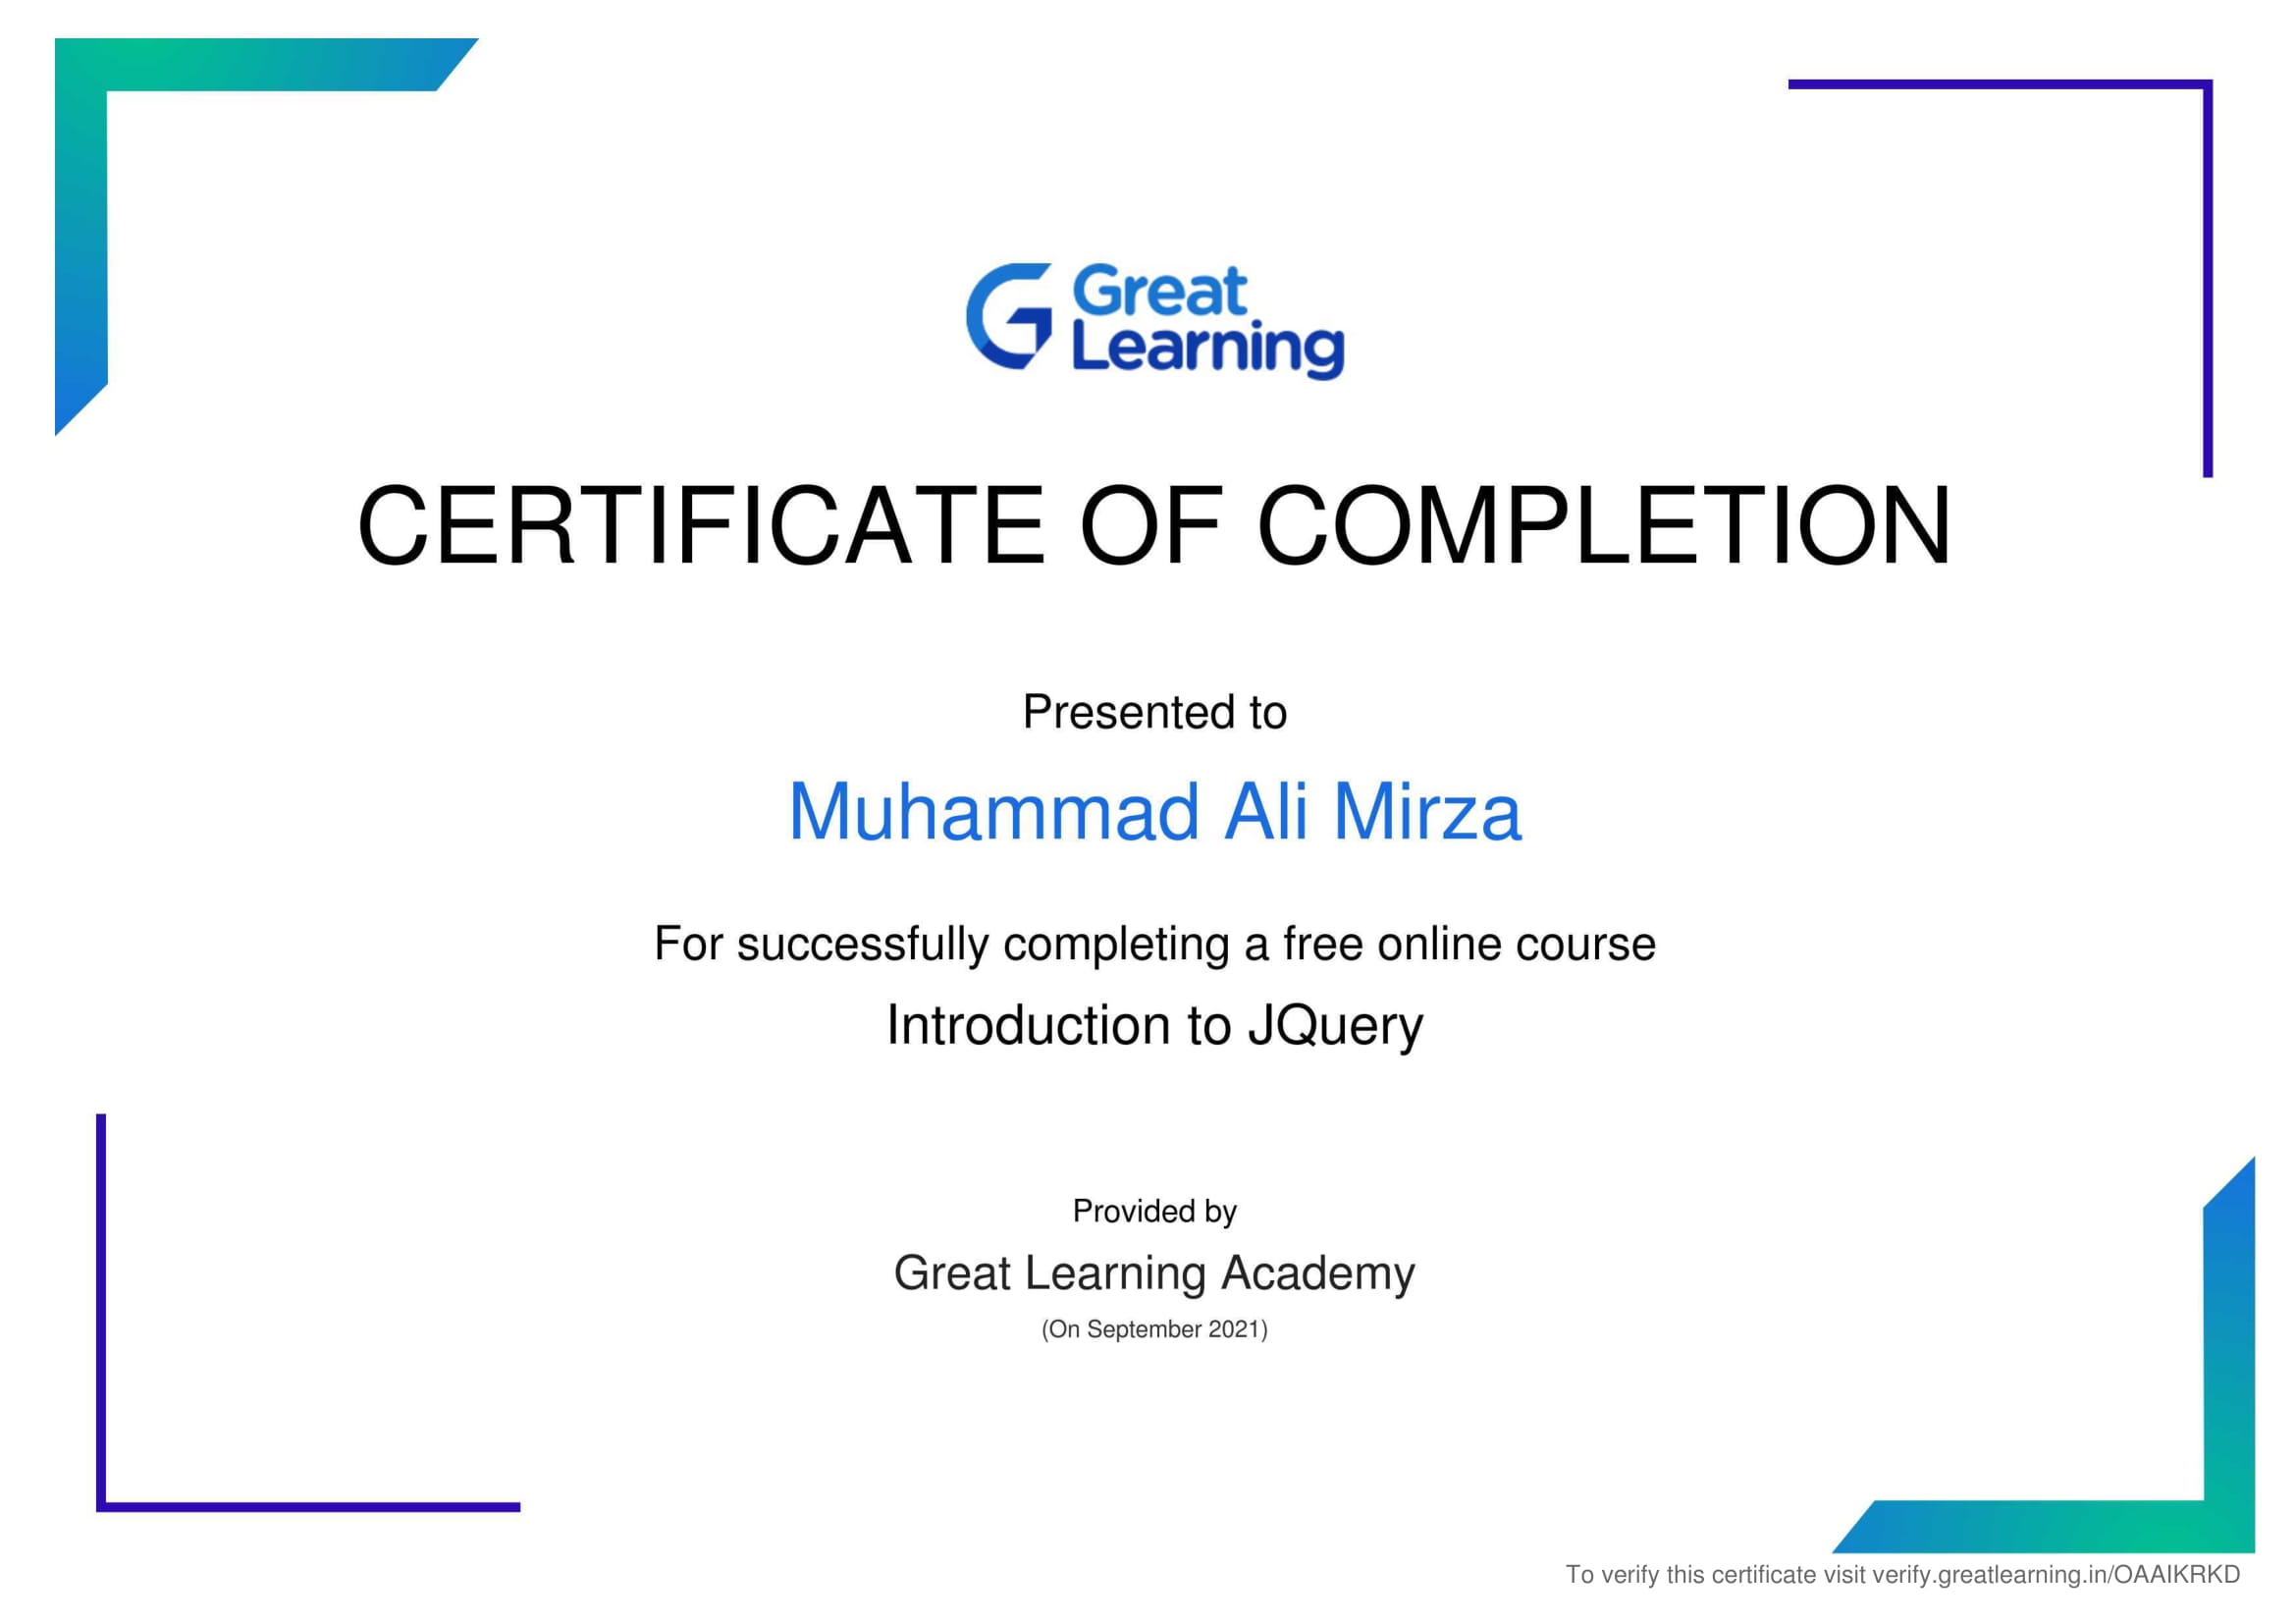 Great
Learning
CERTIFICATE OF COMPLETION
Presented to
Muhammad Ali Mirza
For successfully completing a free online course
Introduction to JQuery
Provided by
Great Learning Academy
(On September 2021)
To verify this certificate visit verify.greatlearning.in/OAAIKRKD